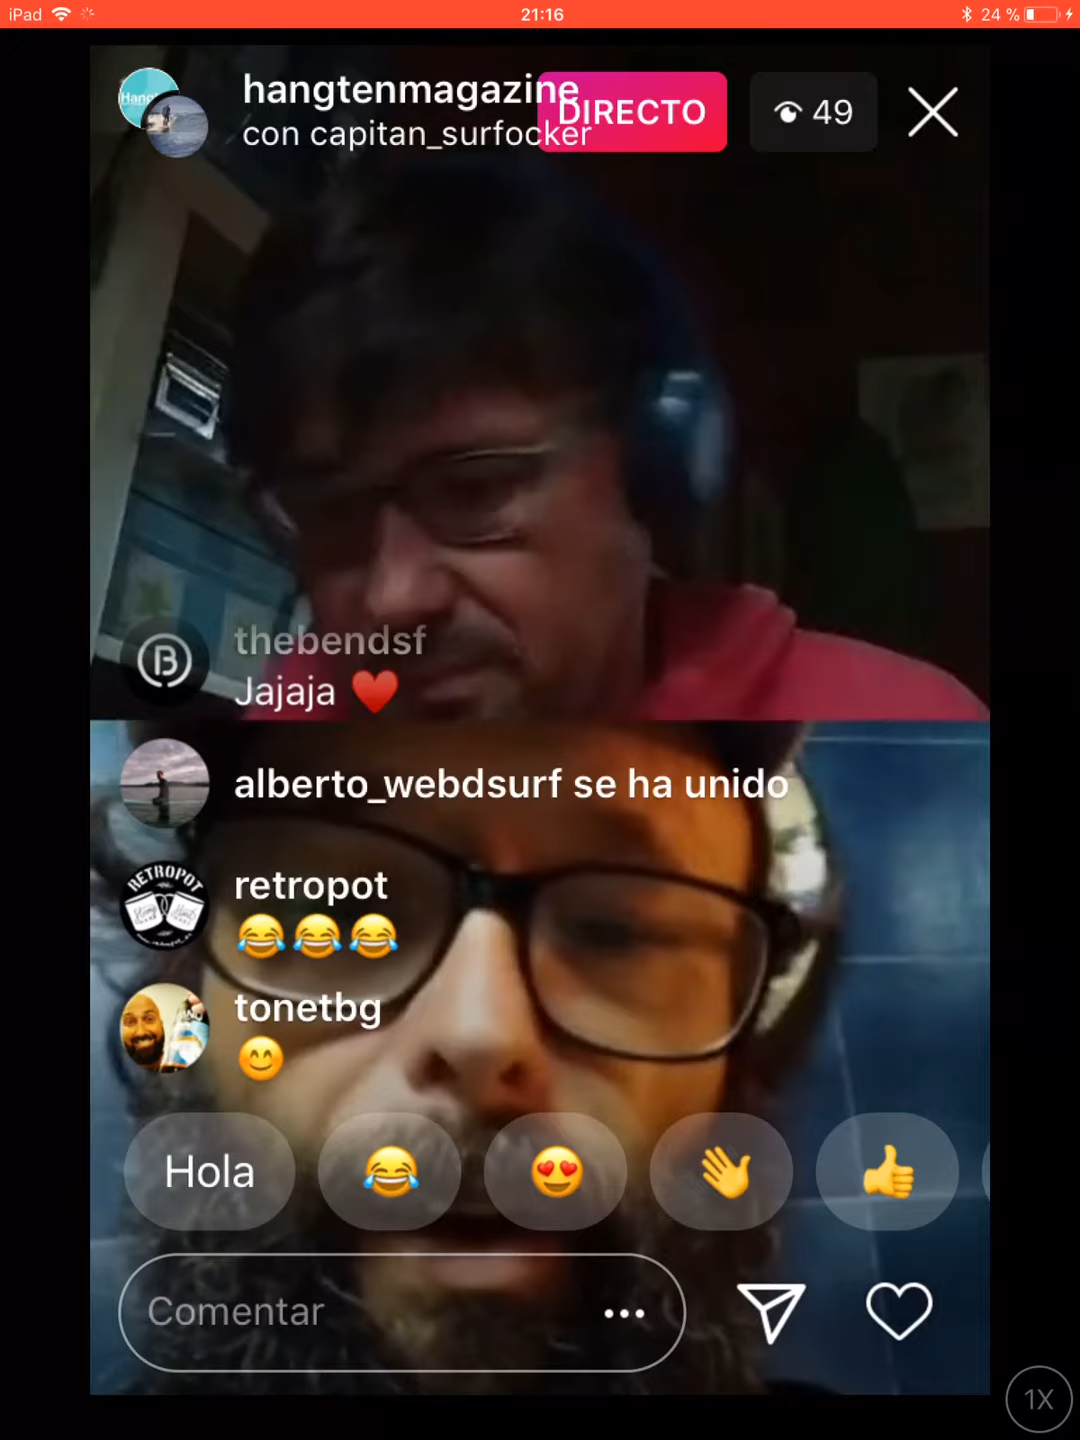 iPad 21:16 24 %
hangtenmagazine
con capitan_surfocker
DIRECTO
49
thebendsf
Jajaja ❤️
alberto_webdsurf se ha unido
RETROPOT
retropot
😂😂😂
tonetbg
😊
Hola 😂 😍 👋 👍
Comentar
1X